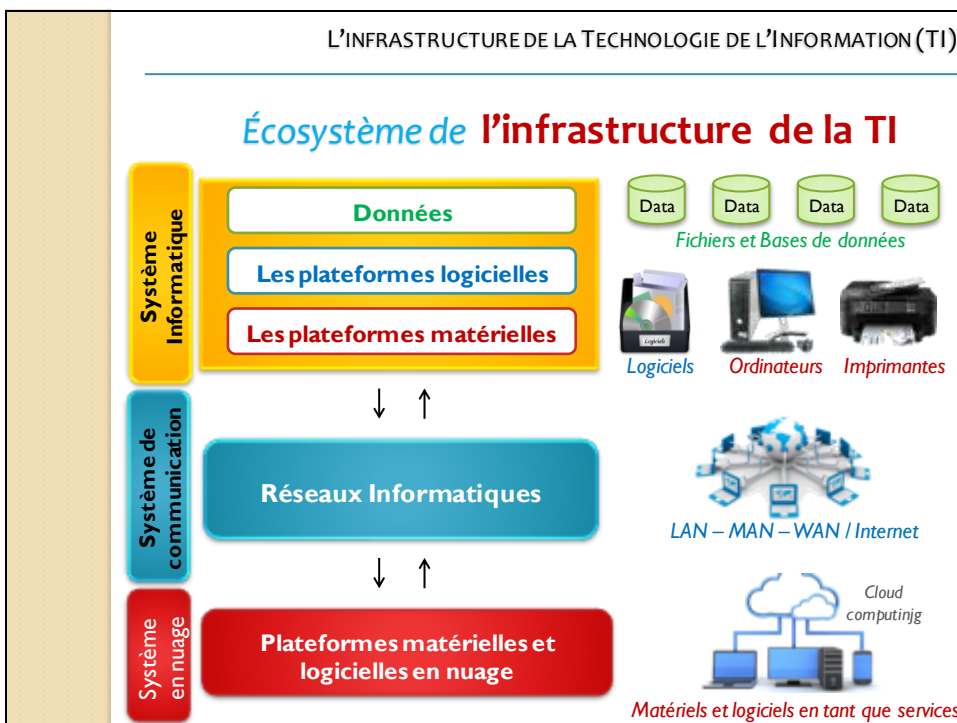 L'INFRASTRUCTURE DE LA TECHNOLOGIE DE L'INFORMATION (TI)
Écosystème de l'infrastructure de la TI
Système
Informatique
Données
Les plateformes logicielles
Les plateformes matérielles
Data Data Data Data
Fichiers et Bases de données
Logiciels
Logiciels Ordinateurs Imprimantes
Système de
communication
Réseaux Informatiques
LAN – MAN – WAN / Internet
Système
en nuage
Plateformes matérielles et
logicielles en nuage
Cloud
computinjg
Matériels et logiciels en tant que services